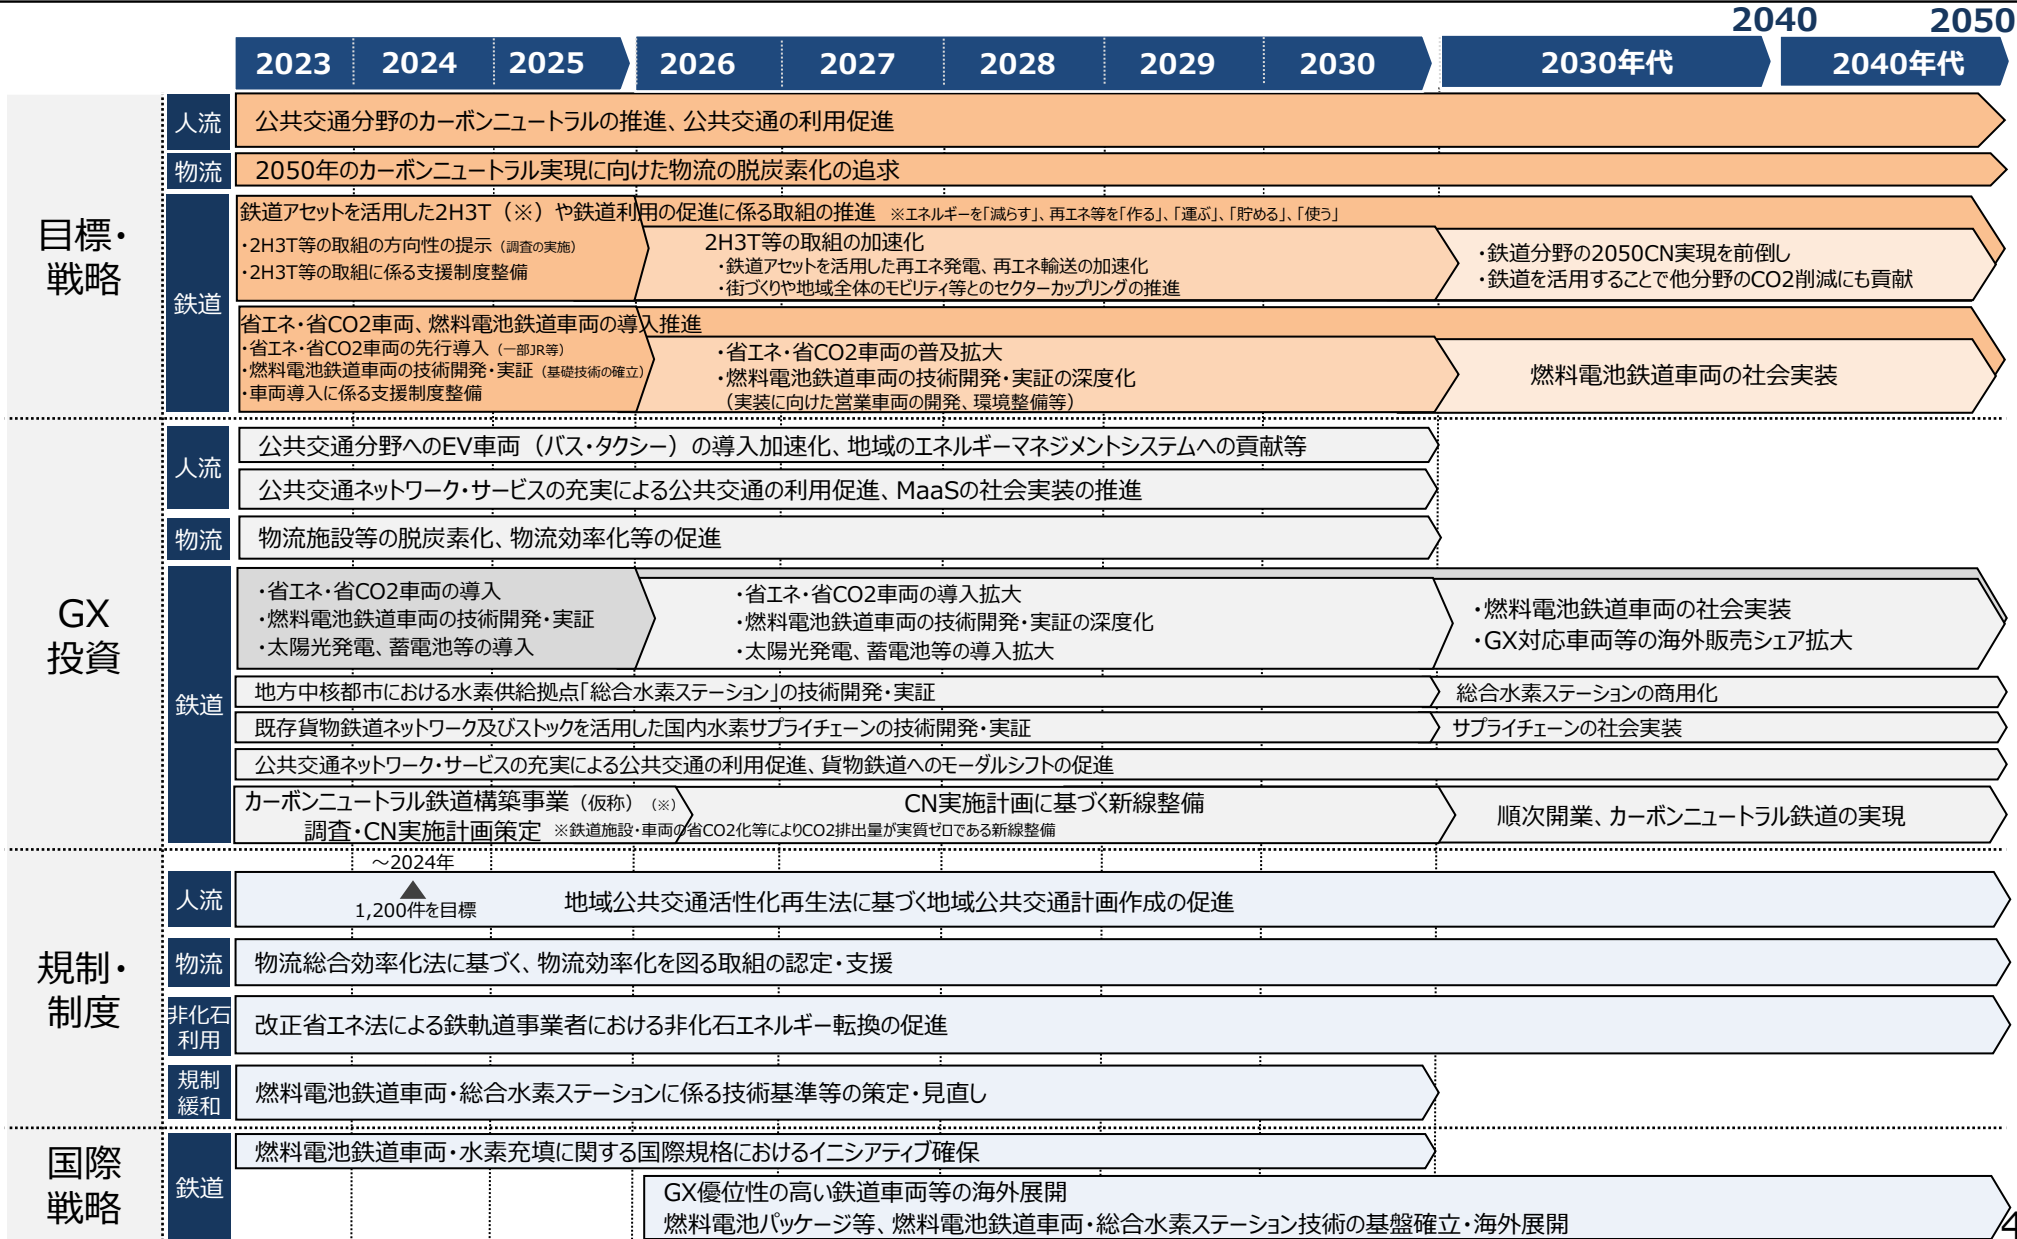 2040 2050
2023 2024 2025 2026 2027 2028 2029 2030 2030年代 2040年代
目標・
戦略
人流
公共交通分野のカーボンニュートラルの推進、公共交通の利用促進
物流
2050年のカーボンニュートラル実現に向けた物流の脱炭素化の追求
鉄道
鉄道アセットを活用した2H3T（※）や鉄道利用の促進に係る取組の推進 ※エネルギーを「減らす」、再エネ等を「作る」、「運ぶ」、「貯める」、「使う」
・2H3T等の取組の方向性の提示（調査の実施）
・2H3T等の取組に係る支援制度整備
2H3T等の取組の加速化
・鉄道アセットを活用した再エネ発電、再エネ輸送の加速化
・街づくりや地域全体のモビリティ等とのセクターカップリングの推進
・鉄道分野の2050CN実現を前倒し
・鉄道を活用することで他分野のCO2削減にも貢献
省エネ・省CO2車両、燃料電池鉄道車両の導入推進
・省エネ・省CO2車両の先行導入（一部JR等）
・燃料電池鉄道車両の技術開発・実証（基礎技術の確立）
・車両導入に係る支援制度整備
・省エネ・省CO2車両の普及拡大
・燃料電池鉄道車両の技術開発・実証の深度化
（実装に向けた営業車両の開発、環境整備等）
燃料電池鉄道車両の社会実装
GX
投資
人流
公共交通分野へのEV車両（バス・タクシー）の導入加速化、地域のエネルギーマネジメントシステムへの貢献等
公共交通ネットワーク・サービスの充実による公共交通の利用促進、MaaSの社会実装の推進
物流
物流施設等の脱炭素化、物流効率化等の促進
鉄道
・省エネ・省CO2車両の導入
・燃料電池鉄道車両の技術開発・実証
・太陽光発電、蓄電池等の導入
・省エネ・省CO2車両の導入拡大
・燃料電池鉄道車両の技術開発・実証の深度化
・太陽光発電、蓄電池等の導入拡大
・燃料電池鉄道車両の社会実装
・GX対応車両等の海外販売シェア拡大
地方中核都市における水素供給拠点「総合水素ステーション」の技術開発・実証
総合水素ステーションの商用化
既存貨物鉄道ネットワーク及びストックを活用した国内水素サプライチェーンの技術開発・実証
サプライチェーンの社会実装
公共交通ネットワーク・サービスの充実による公共交通の利用促進、貨物鉄道へのモーダルシフトの促進
カーボンニュートラル鉄道構築事業（仮称）（※）
調査・CN実施計画策定 ※鉄道施設・車両の省CO2化等によりCO2排出量が実質ゼロである新線整備
CN実施計画に基づく新線整備
順次開業、カーボンニュートラル鉄道の実現
規制・
制度
人流
～2024年
1,200件を目標
地域公共交通活性化再生法に基づく地域公共交通計画作成の促進
物流
物流総合効率化法に基づく、物流効率化を図る取組の認定・支援
非化石
利用
改正省エネ法による鉄軌道事業者における非化石エネルギー転換の促進
規制
緩和
燃料電池鉄道車両・総合水素ステーションに係る技術基準等の策定・見直し
国際
戦略
鉄道
燃料電池鉄道車両・水素充填に関する国際規格におけるイニシアティブ確保
GX優位性の高い鉄道車両等の海外展開
燃料電池パッケージ等、燃料電池鉄道車両・総合水素ステーション技術の基盤確立・海外展開
4